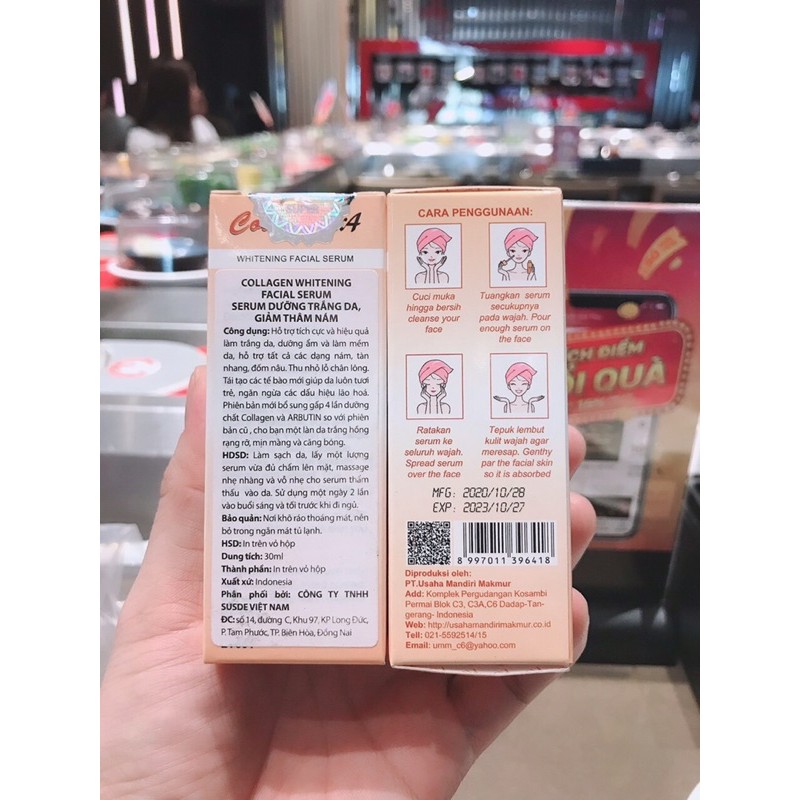 SUPER
WHITENING FACIAL SERUM
COLLAGEN WHITENING
FACIAL SERUM
SERUM DƯỠNG TRẮNG DA,
GIẢM THÂM NÁM
Công dụng: Hỗ trợ tích cực và hiệu quả
làm trắng da, dưỡng ẩm và làm mềm
da, hỗ trợ tất cả các dạng nám, tàn
nhang, đốm nâu. Thu nhỏ lỗ chân lông.
Tái tạo các tế bào mới giúp da luôn tươi
trẻ, ngăn ngừa các dấu hiệu lão hoá.
Phiên bản mới bổ sung gấp 4 lần dưỡng
chất Collagen và ARBUTIN so với phiên
bản cũ , cho bạn một làn da trắng hồng
rạng rỡ, mịn màng và căng bóng.
HDSD: Làm sạch da, lấy một lượng
serum vừa đủ chấm lên mặt, massage
nhẹ nhàng và vỗ nhẹ cho serum thẩm
thấu vào da. Sử dụng một ngày 2 lần
vào buổi sáng và tối trước khi đi ngủ.
Bảo quản: Nơi khô ráo thoáng mát, nên
bỏ trong ngăn mát tủ lạnh.
HSD: In trên vỏ hộp
Dung tích: 30ml
Thành phần: In trên vỏ hộp
Xuất xứ: Indonesia
Phân phối bởi: CÔNG TY TNHH
SUSDE VIỆT NAM
ĐC: số 14, đường C, Khu 97, KP Long Đức,
P.Tam Phước, TP. Biên Hòa, Đồng Nai
CARA PENGGUNAAN:
Cuci muka
hingga bersih
cleanse your
face
Tuangkan serum
secukupnya
pada wajah. Pour
enough serum on
the face
Ratakan
serum ke
seluruh wajah.
Spread serum
over the face
Tepuk lembut
kulit wajah agar
meresap. Genthy
par the facial skin
so it is absorbed
MFG: 2020/10/28
EXP: 2023/10/27
8 997011 396418
Diproduksi oleh:
PT.Usaha Mandiri Makmur
Add: Komplek Pergudangan Kosambi
Permai Blok C3, C3A,C6 Dadap-Tan-
gerang- Indonesia
Web: http://usahamandirimakmur.co.id
Tell: 021-5592514/15
Email: umm_c6@yahoo.com
ĐIỂM
QUÀ